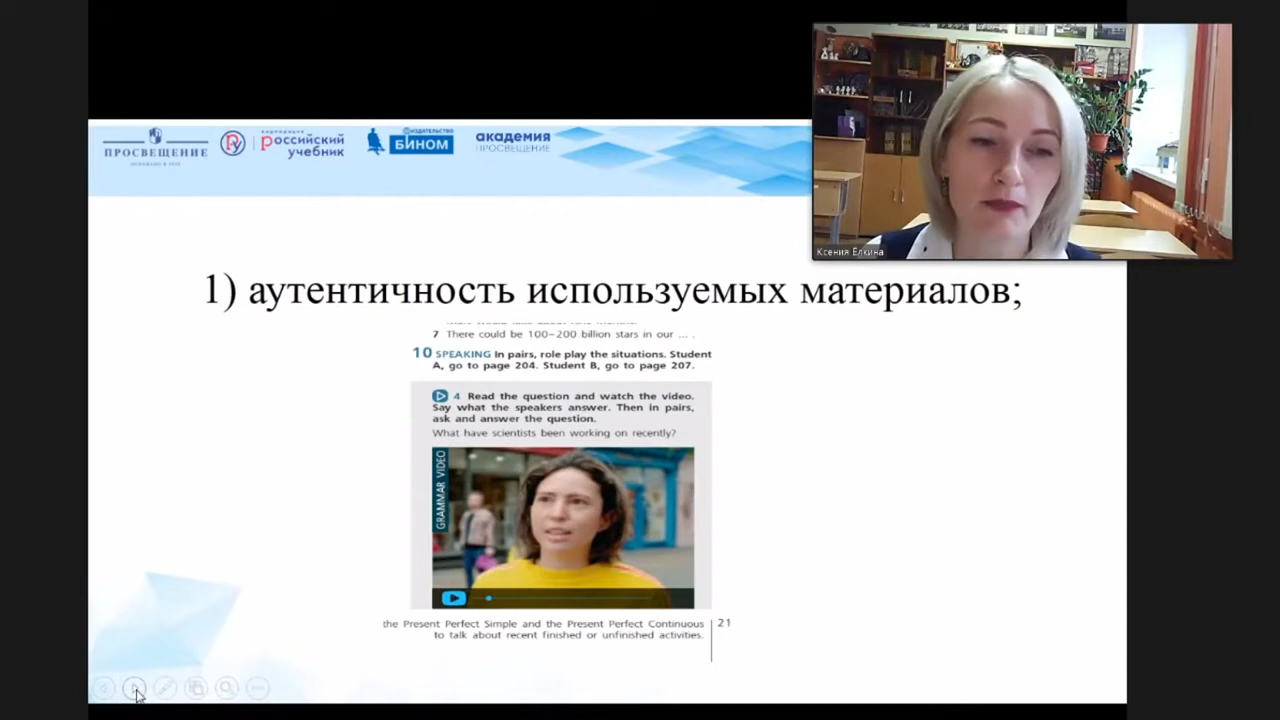 ПРОСВЕЩЕНИЕ
российский
учебник
ИЗДАТЕЛЬСТВО
БИНОМ
академия
ПРОСВЕЩЕНИЕ
Ксения Ёлкина
1) аутентичность используемых материалов;
7 There could be 100–200 billion stars in our ... .
10 SPEAKING In pairs, role play the situations. Student
A, go to page 204. Student B, go to page 207.
4 Read the question and watch the video.
Say what the speakers answer. Then in pairs,
ask and answer the question.
What have scientists been working on recently?
GRAMMAR VIDEO
the Present Perfect Simple and the Present Perfect Continuous
to talk about recent finished or unfinished activities.
21